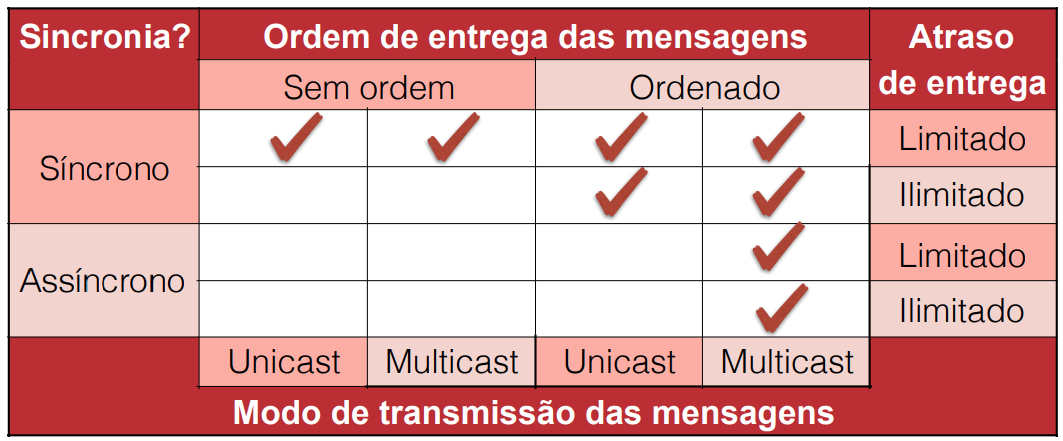 Sincronia? Ordem de entrega das mensagens Atraso de entrega
Sem ordem Ordenado
Síncrono Limitado
Ilimitado
Assíncrono Limitado
Ilimitado
Unicast Multicast Unicast Multicast
Modo de transmissão das mensagens